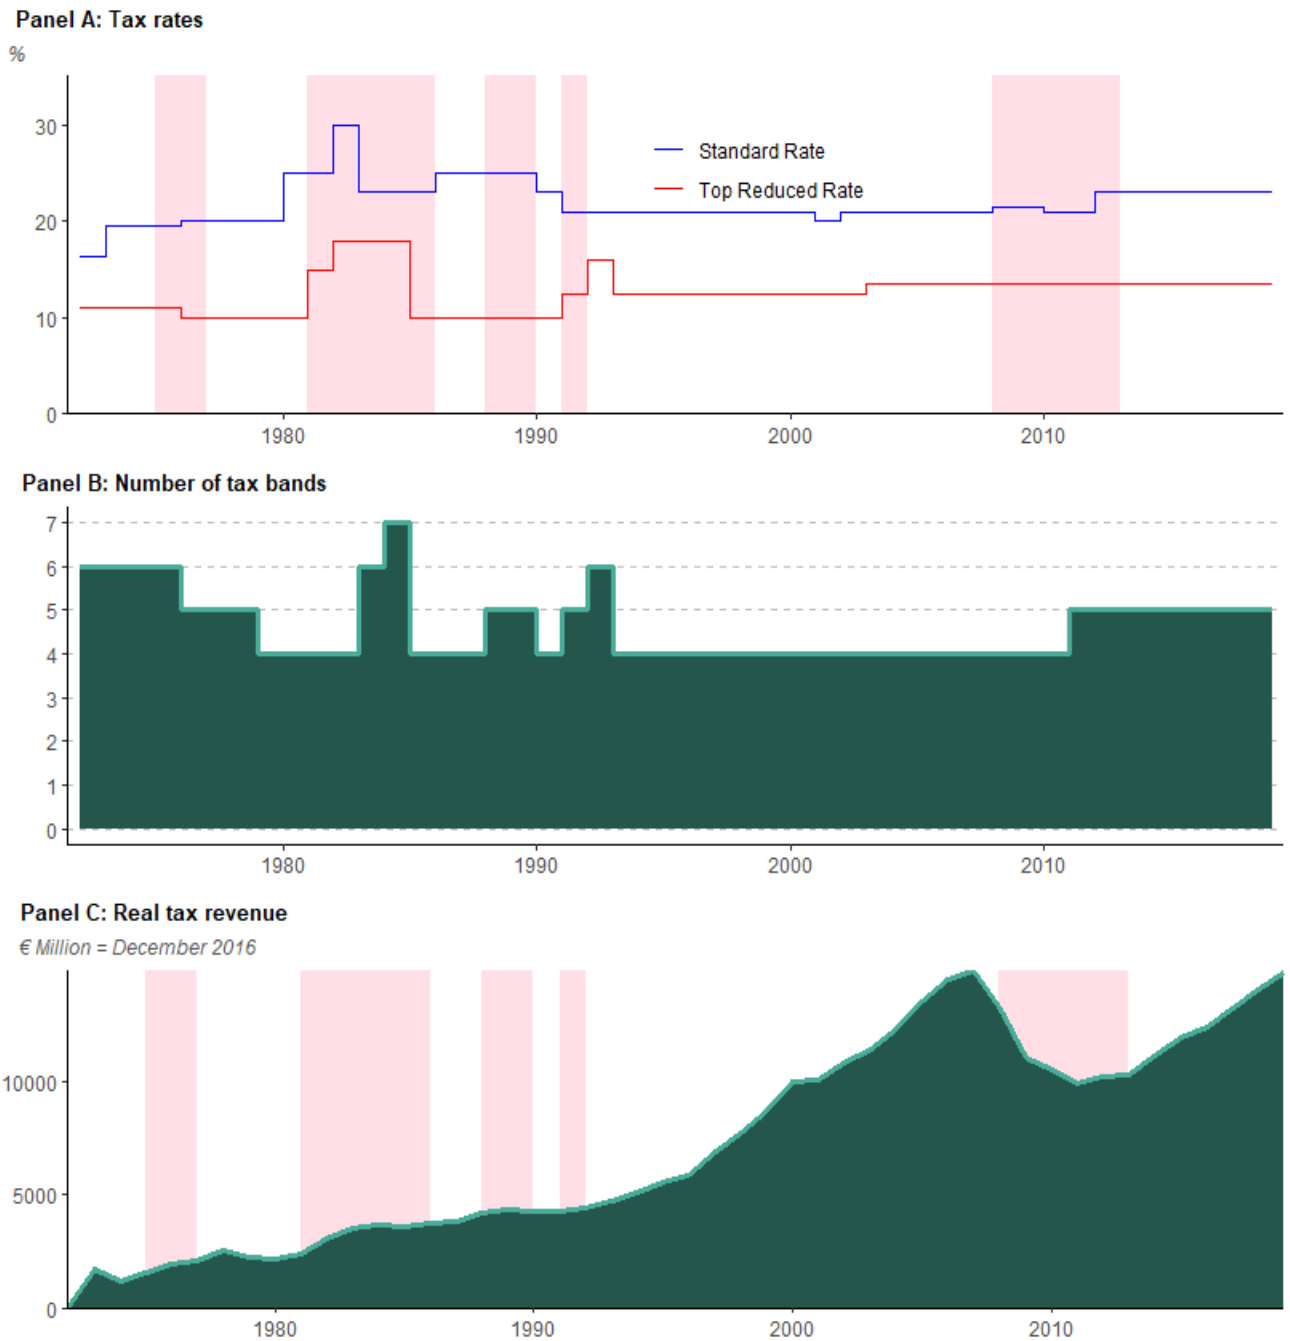 Panel A: Tax rates
%
30
20
10
0
Standard Rate
Top Reduced Rate
1980 1990 2000 2010
Panel B: Number of tax bands
7
6
5
4
3
2
1
0
1980 1990 2000 2010
Panel C: Real tax revenue
€ Million = December 2016
10000
5000
0
1980 1990 2000 2010